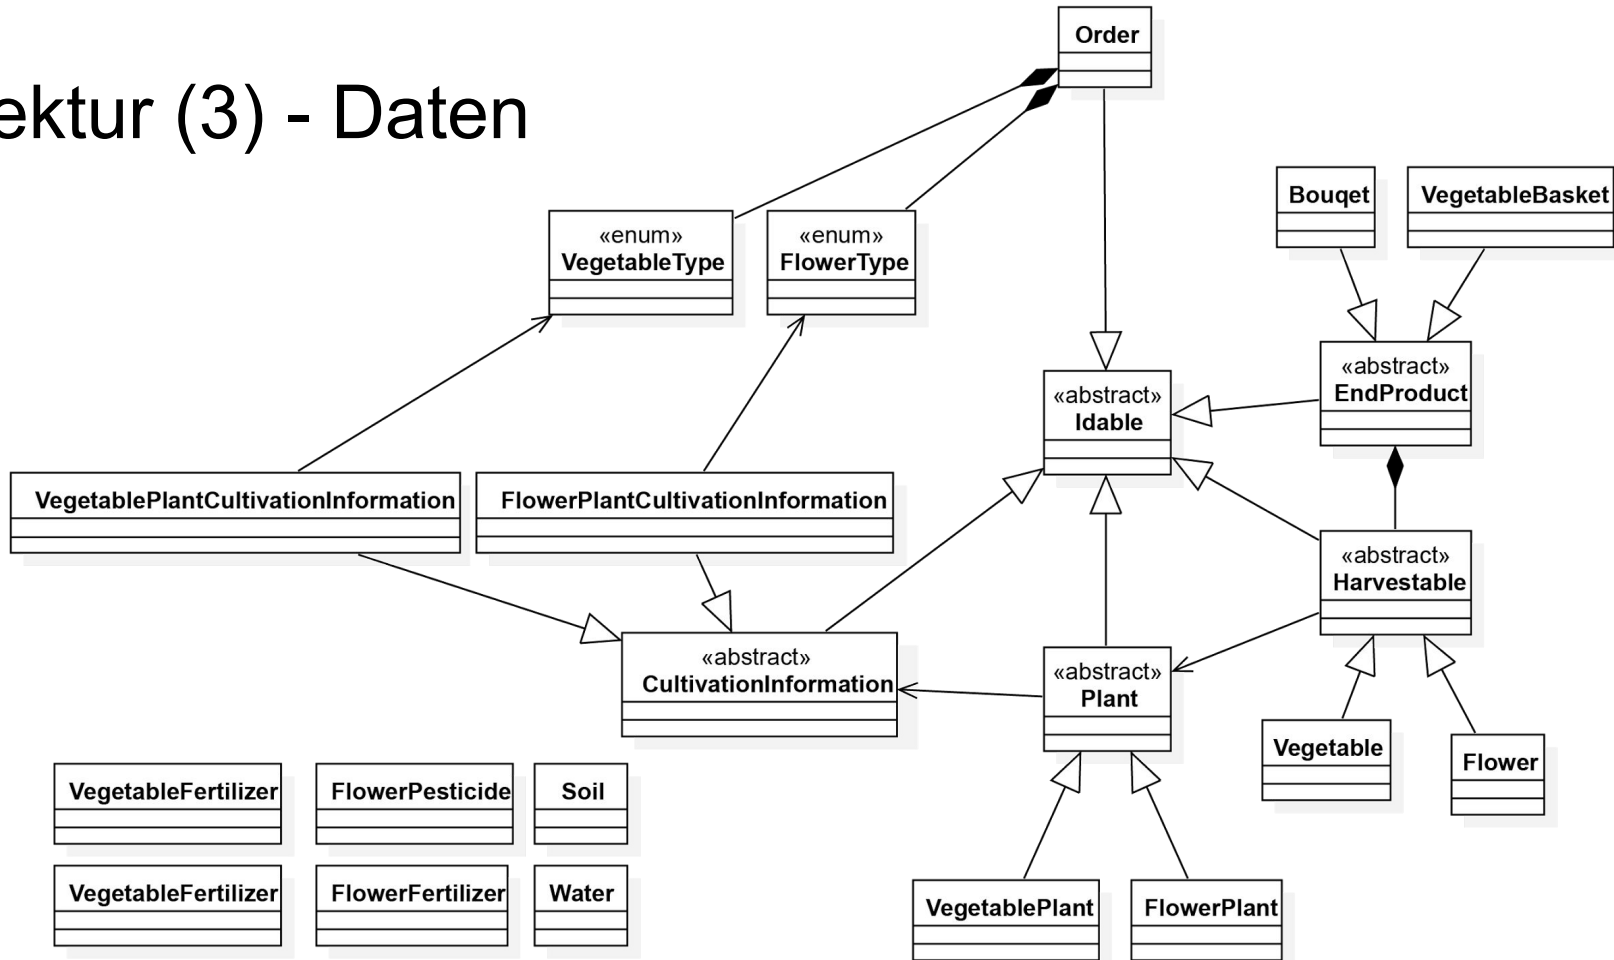 Order
ektur (3) - Daten
Bouqet
VegetableBasket
«enum»
VegetableType
«enum»
FlowerType
«abstract»
EndProduct
«abstract»
Idable
VegetablePlantCultivationInformation
FlowerPlantCultivationInformation
«abstract»
Harvestable
«abstract»
CultivationInformation
«abstract»
Plant
Vegetable
Flower
VegetableFertilizer
FlowerPesticide
Soil
VegetableFertilizer
FlowerFertilizer
Water
VegetablePlant
FlowerPlant